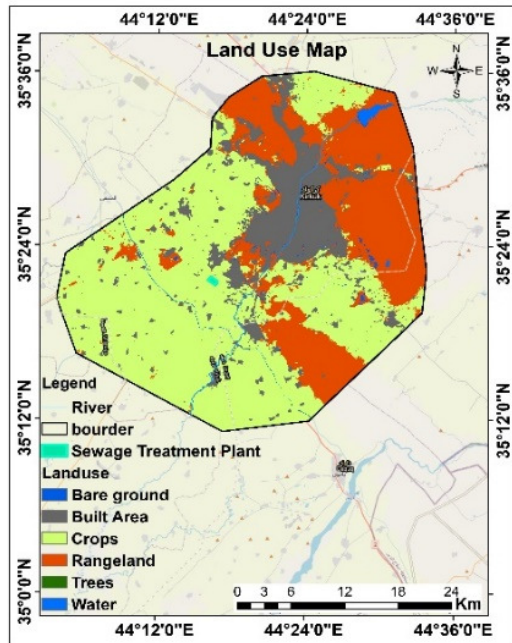 44°12'0"E 44°24'0"E 44°36'0"E
Land Use Map
N
W E
S
35°36'0"N 35°36'0"N
35°24'0"N 35°24'0"N
35°12'0"N 35°12'0"N
35°0'0"N 35°0'0"N
Legend
River
bourder
Sewage Treatment Plant
Landuse
Bare ground
Built Area
Crops
Rangeland
Trees
Water
0 3 6 12 18 24
Km
44°12'0"E 44°24'0"E 44°36'0"E